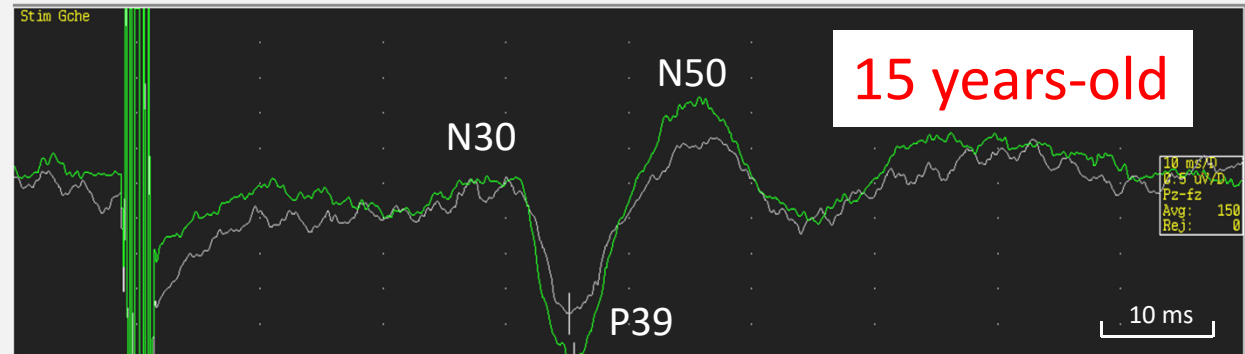 Stim Gche
N50
15 years-old
N30
10 ms/D
0.5 uV/D
Pz-fz
Avg: 150
Rej: 0
P39
10 ms